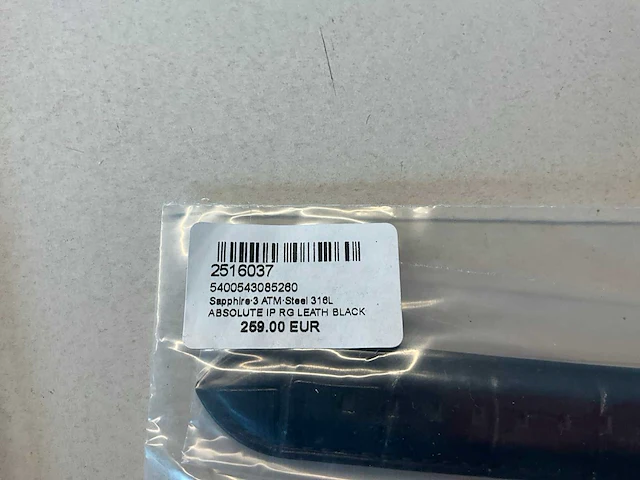 2516037
5400543085260
Sapphire·3 ATM·Steel 316L
ABSOLUTE IP RG LEATH BLACK
259.00 EUR